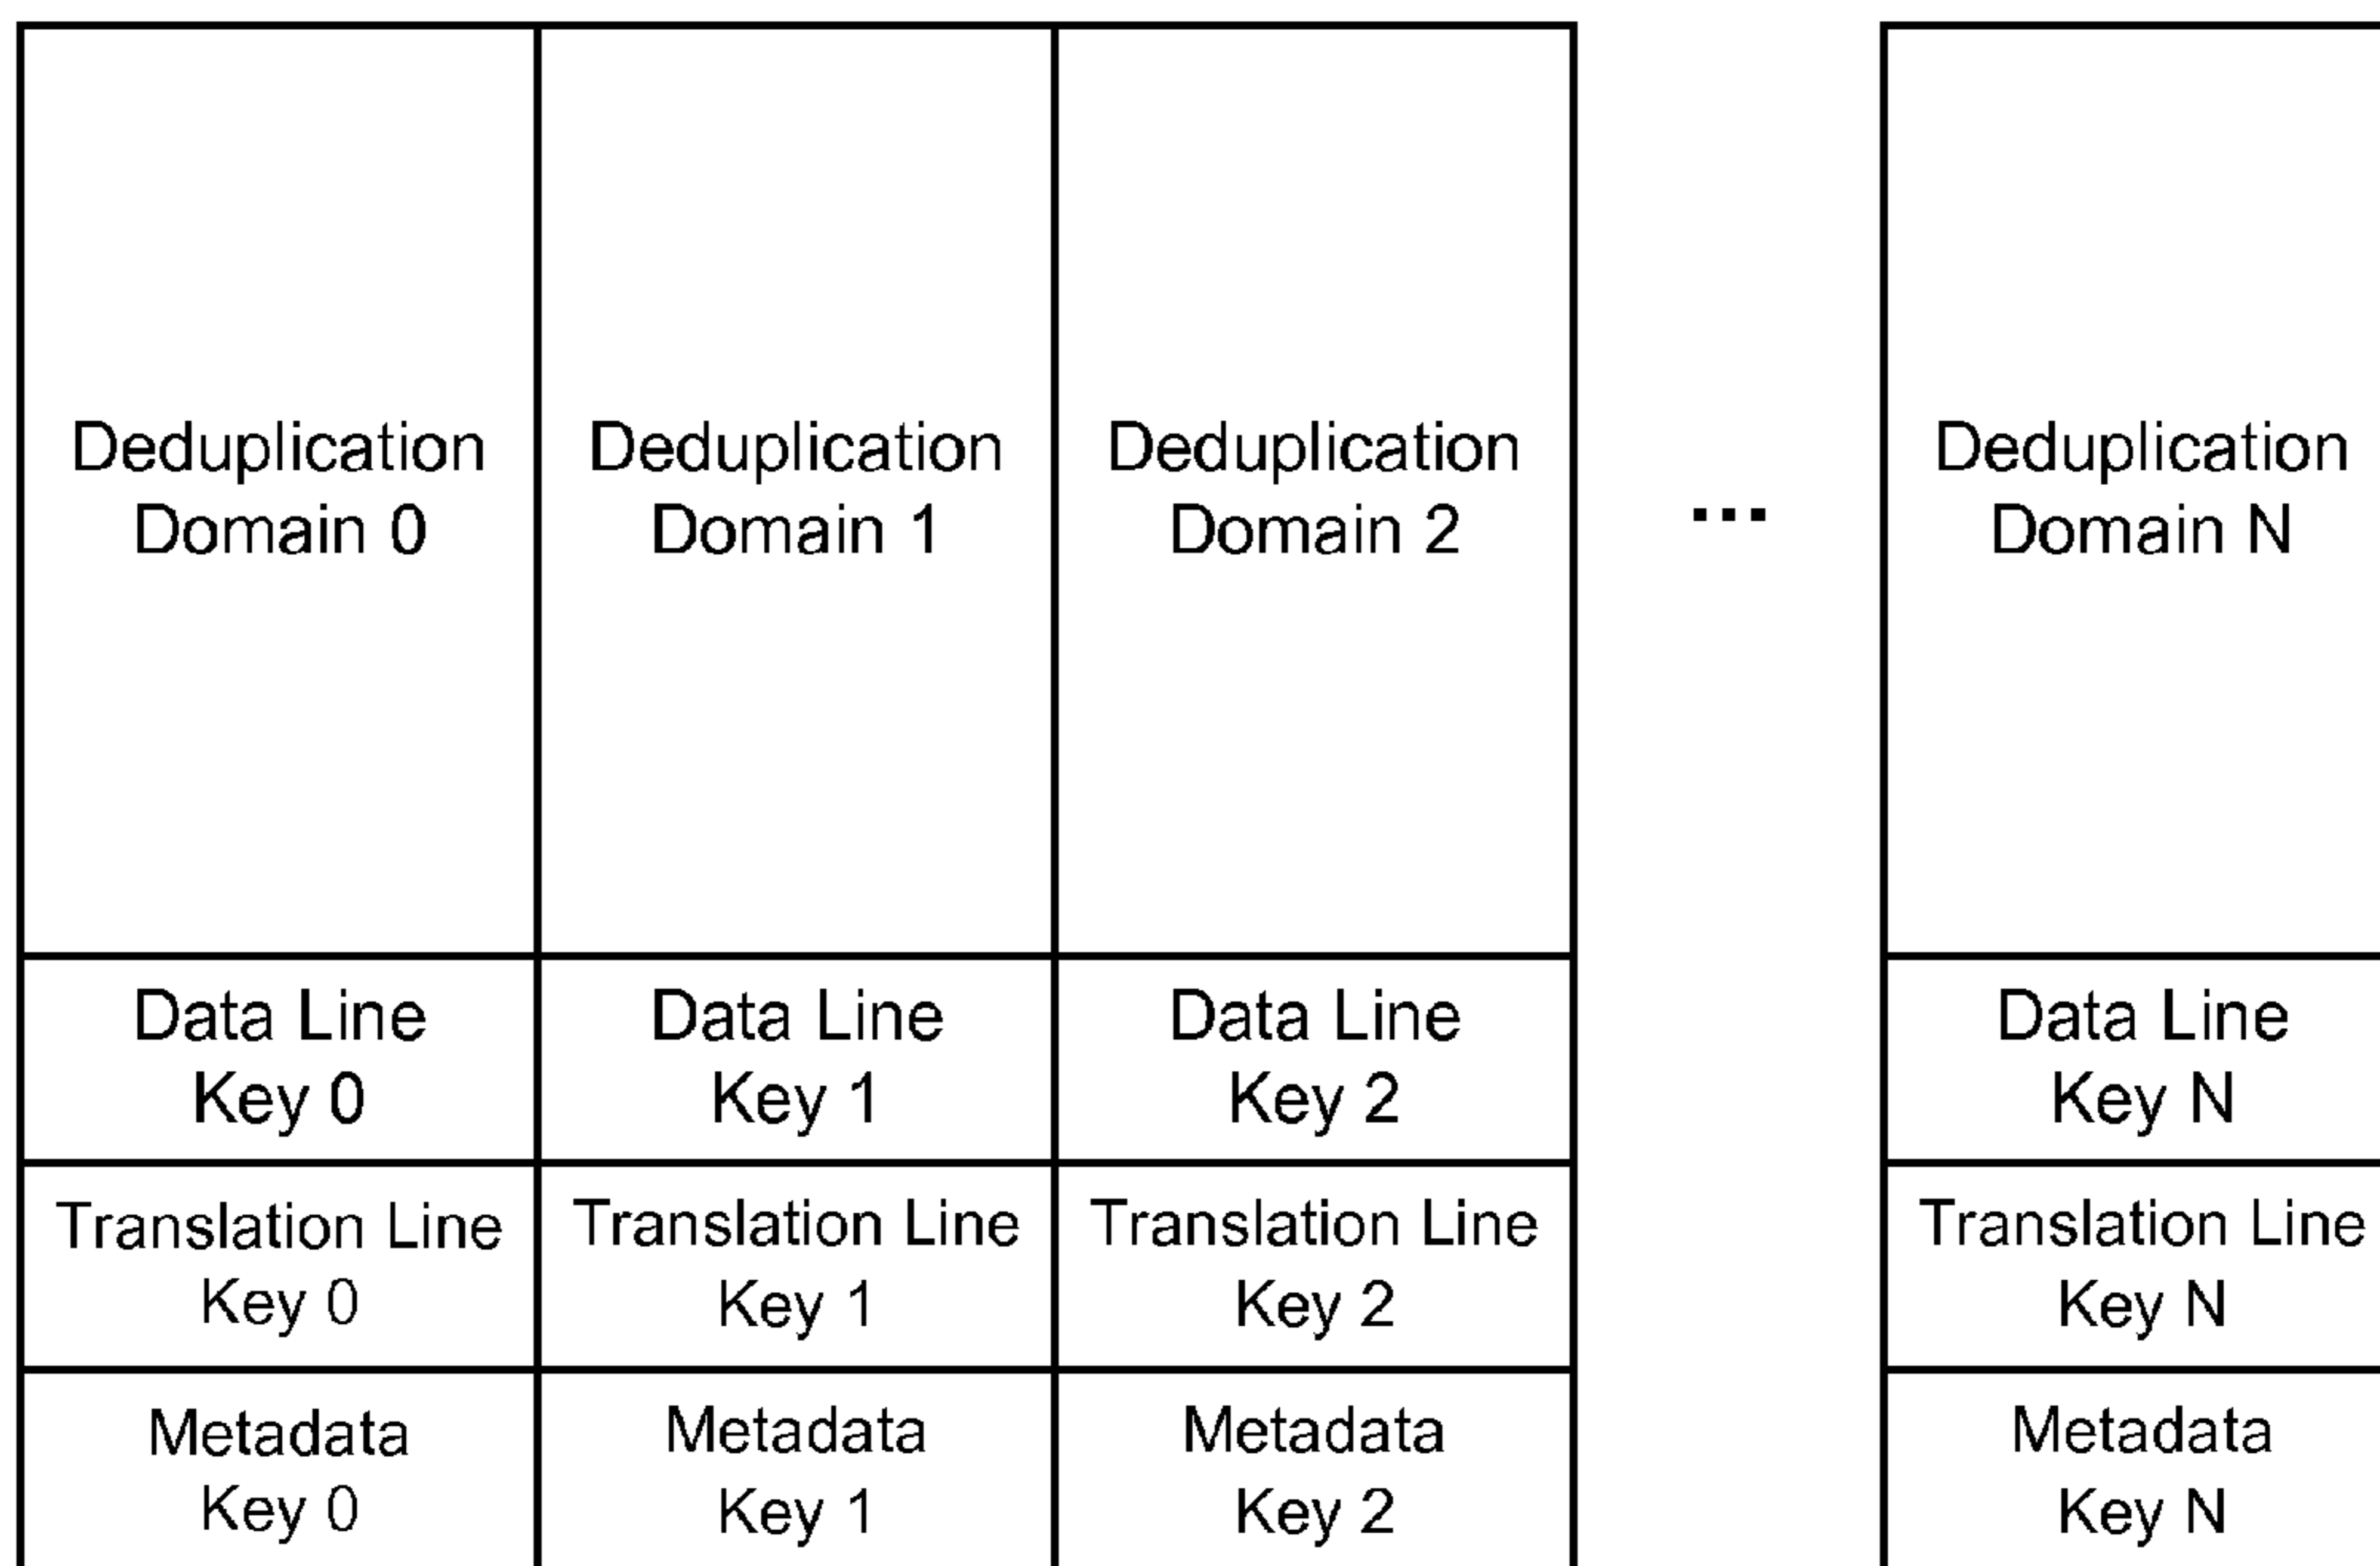 Deduplication
Domain 0
Deduplication
Domain 1
Deduplication
Domain 2
...
Deduplication
Domain N
Data Line
Key 0
Data Line
Key 1
Data Line
Key 2
Data Line
Key N
Translation Line
Key 0
Translation Line
Key 1
Translation Line
Key 2
Translation Line
Key N
Metadata
Key 0
Metadata
Key 1
Metadata
Key 2
Metadata
Key N